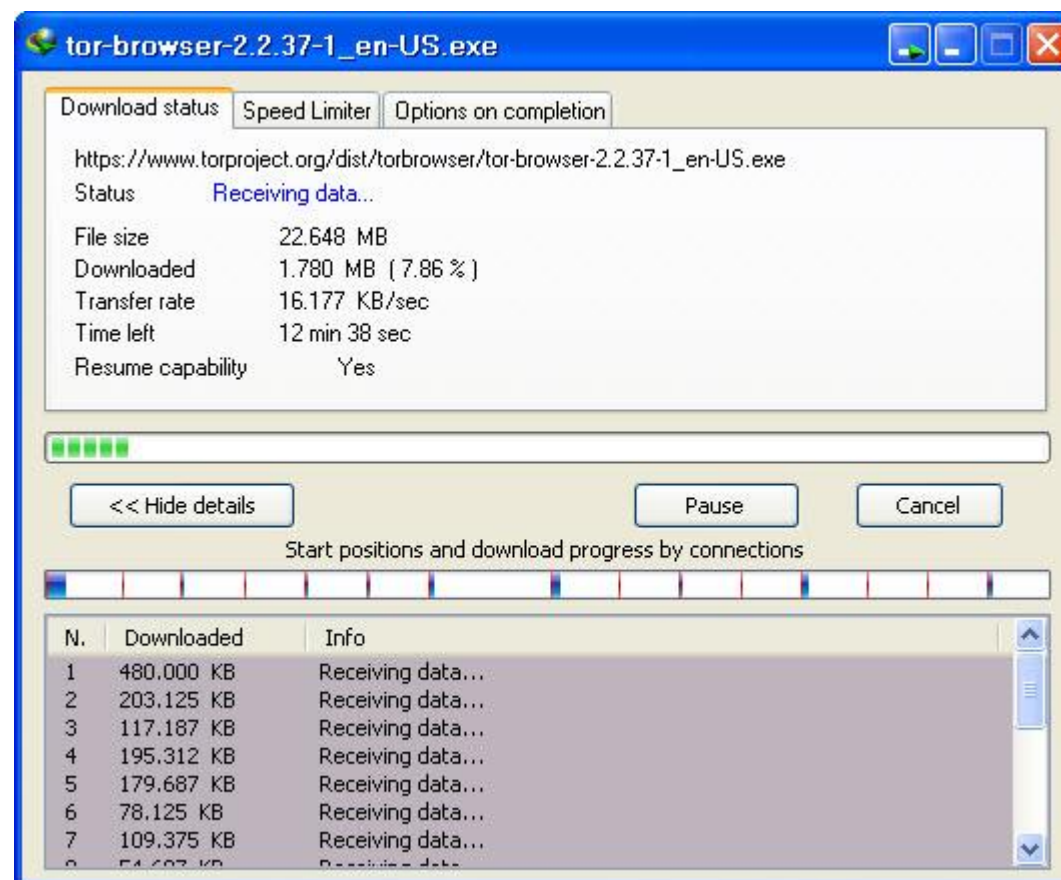 tor-browser-2.2.37-1_en-US.exe
Download status Speed Limiter Options on completion
https://www.torproject.org/dist/torbrowser/tor-browser-2.2.37-1_en-US.exe
Status Receiving data...
File size 22.648 MB
Downloaded 1.780 MB ( 7.86 % )
Transfer rate 16.177 KB/sec
Time left 12 min 38 sec
Resume capability Yes
<< Hide details Pause Cancel
Start positions and download progress by connections
N. Downloaded Info
1 480.000 KB Receiving data...
2 203.125 KB Receiving data...
3 117.187 KB Receiving data...
4 195.312 KB Receiving data...
5 179.687 KB Receiving data...
6 78.125 KB Receiving data...
7 109.375 KB Receiving data...